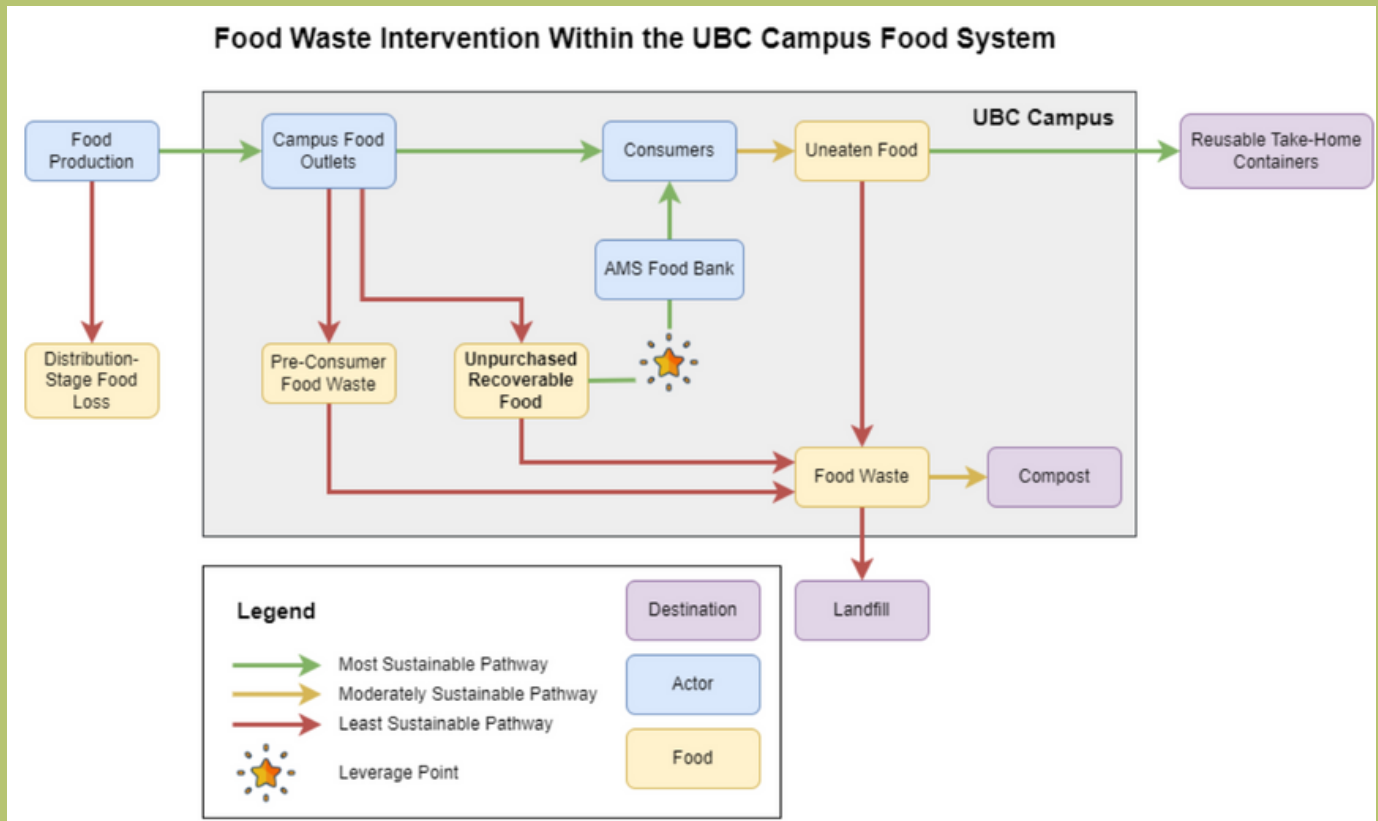 Food Waste Intervention Within the UBC Campus Food System
UBC Campus
Food
Production
Campus Food
Outlets
Consumers
Uneaten Food
Reusable Take-Home
Containers
AMS Food Bank
Distribution-
Stage Food
Loss
Pre-Consumer
Food Waste
Unpurchased
Recoverable
Food
Food Waste
Compost
Landfill
Legend
Most Sustainable Pathway
Moderately Sustainable Pathway
Least Sustainable Pathway
Leverage Point
Destination
Actor
Food